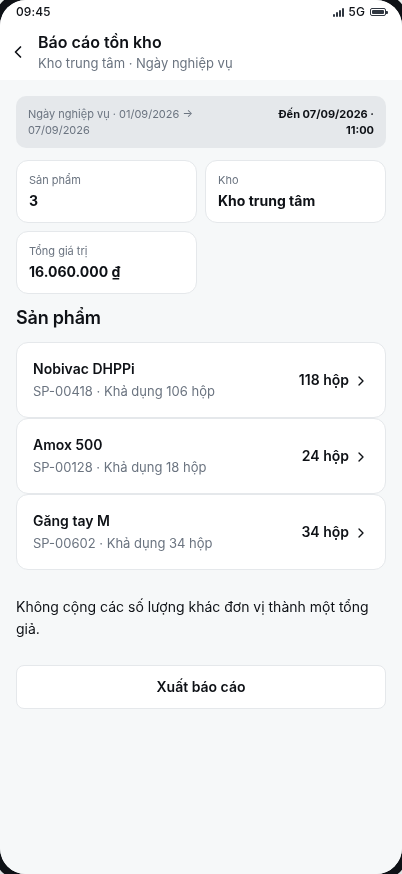 09:45
5G
Báo cáo tồn kho
Kho trung tâm · Ngày nghiệp vụ
Ngày nghiệp vụ · 01/09/2026 →
07/09/2026
Đến 07/09/2026 ·
11:00
Sản phẩm
3
Kho
Kho trung tâm
Tổng giá trị
16.060.000 ₫
Sản phẩm
Nobivac DHPPi
SP-00418 · Khả dụng 106 hộp
118 hộp
Amox 500
SP-00128 · Khả dụng 18 hộp
24 hộp
Găng tay M
SP-00602 · Khả dụng 34 hộp
34 hộp
Không cộng các số lượng khác đơn vị thành một tổng
giả.
Xuất báo cáo